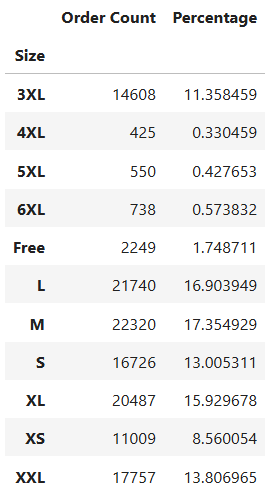 Order Count Percentage
Size
3XL 14608 11.358459
4XL 425 0.330459
5XL 550 0.427653
6XL 738 0.573832
Free 2249 1.748711
L 21740 16.903949
M 22320 17.354929
S 16726 13.005311
XL 20487 15.929678
XS 11009 8.560054
XXL 17757 13.806965